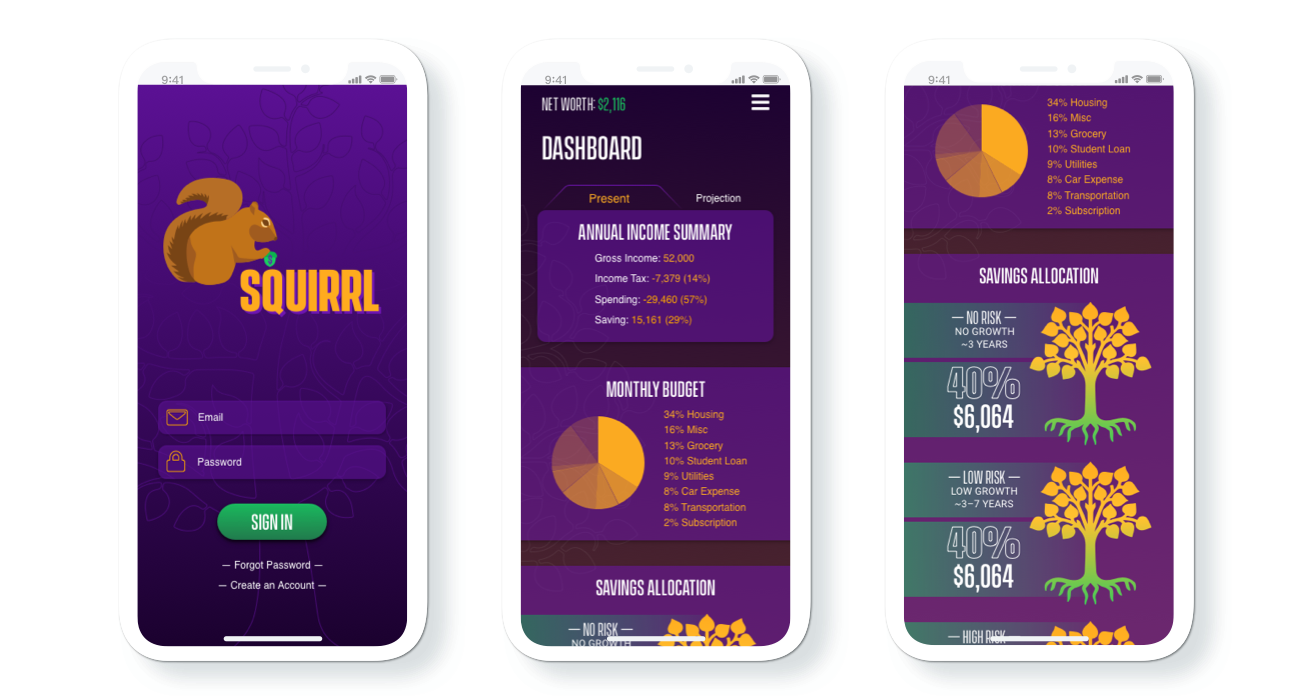 9:41
SQUIRRL
Email
Password
SIGN IN
— Forgot Password —
— Create an Account —
9:41
NET WORTH: $2,116
DASHBOARD
Present
Projection
ANNUAL INCOME SUMMARY
Gross Income: 52,000
Income Tax: -7,379 (14%)
Spending: -29,460 (57%)
Saving: 15,161 (29%)
MONTHLY BUDGET
34% Housing
16% Misc
13% Grocery
10% Student Loan
9% Utilities
8% Car Expense
8% Transportation
2% Subscription
SAVINGS ALLOCATION
— NO RISK —
NO GROWTH
9:41
34% Housing
16% Misc
13% Grocery
10% Student Loan
9% Utilities
8% Car Expense
8% Transportation
2% Subscription
SAVINGS ALLOCATION
— NO RISK —
NO GROWTH
~3 YEARS
40%
$6,064
— LOW RISK —
LOW GROWTH
~3–7 YEARS
40%
$6,064
— HIGH RISK —